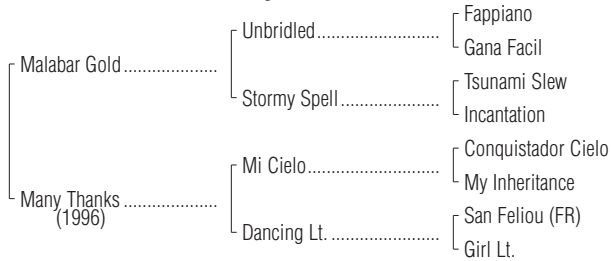 Fappiano
Unbridled
Gana Facil
Malabar Gold
Tsunami Slew
Stormy Spell
Incantation
Conquistador Cielo
Mi Cielo
My Inheritance
Many Thanks
(1996)
San Feliou (FR)
Dancing Lt.
Girl Lt.